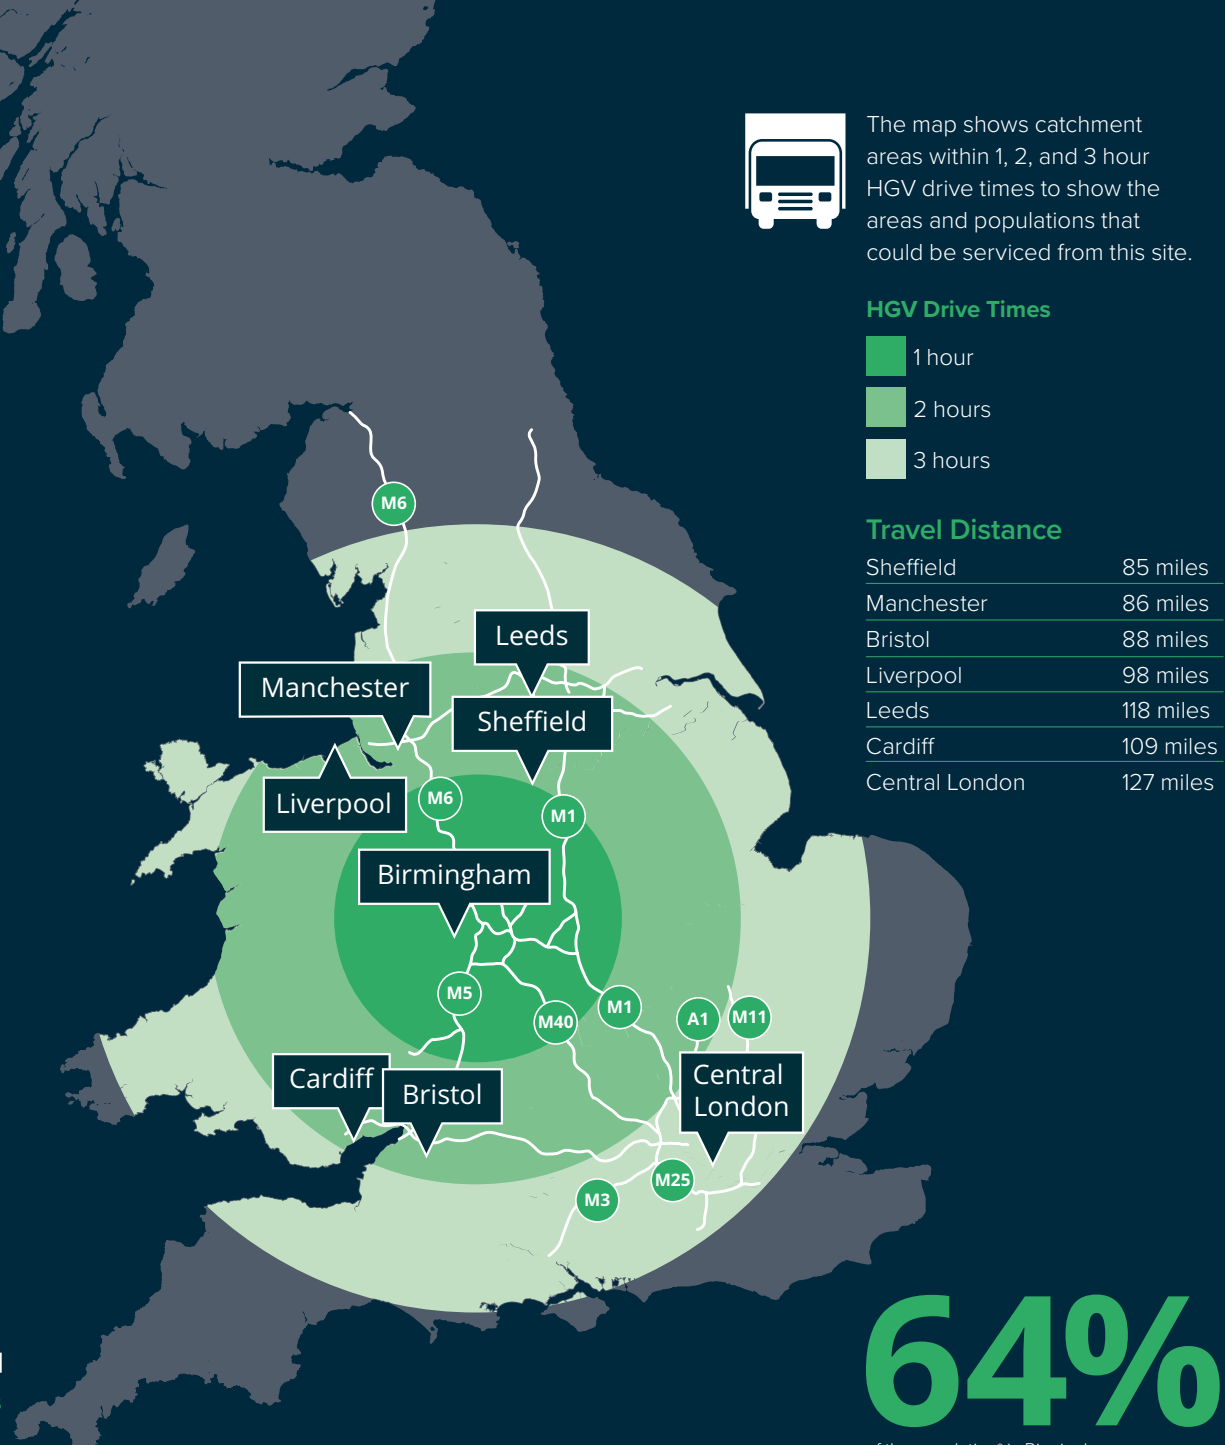 The map shows catchment
areas within 1, 2, and 3 hour
HGV drive times to show the
areas and populations that
could be serviced from this site.
HGV Drive Times
1 hour
2 hours
3 hours
Travel Distance
Sheffield 85 miles
Manchester 86 miles
Bristol 88 miles
Liverpool 98 miles
Leeds 118 miles
Cardiff 109 miles
Central London 127 miles
M6
Leeds
Manchester
Sheffield
Liverpool
M6
M1
Birmingham
M5
M40
M1
A1
M11
Cardiff
Bristol
Central
London
M25
M3
64%